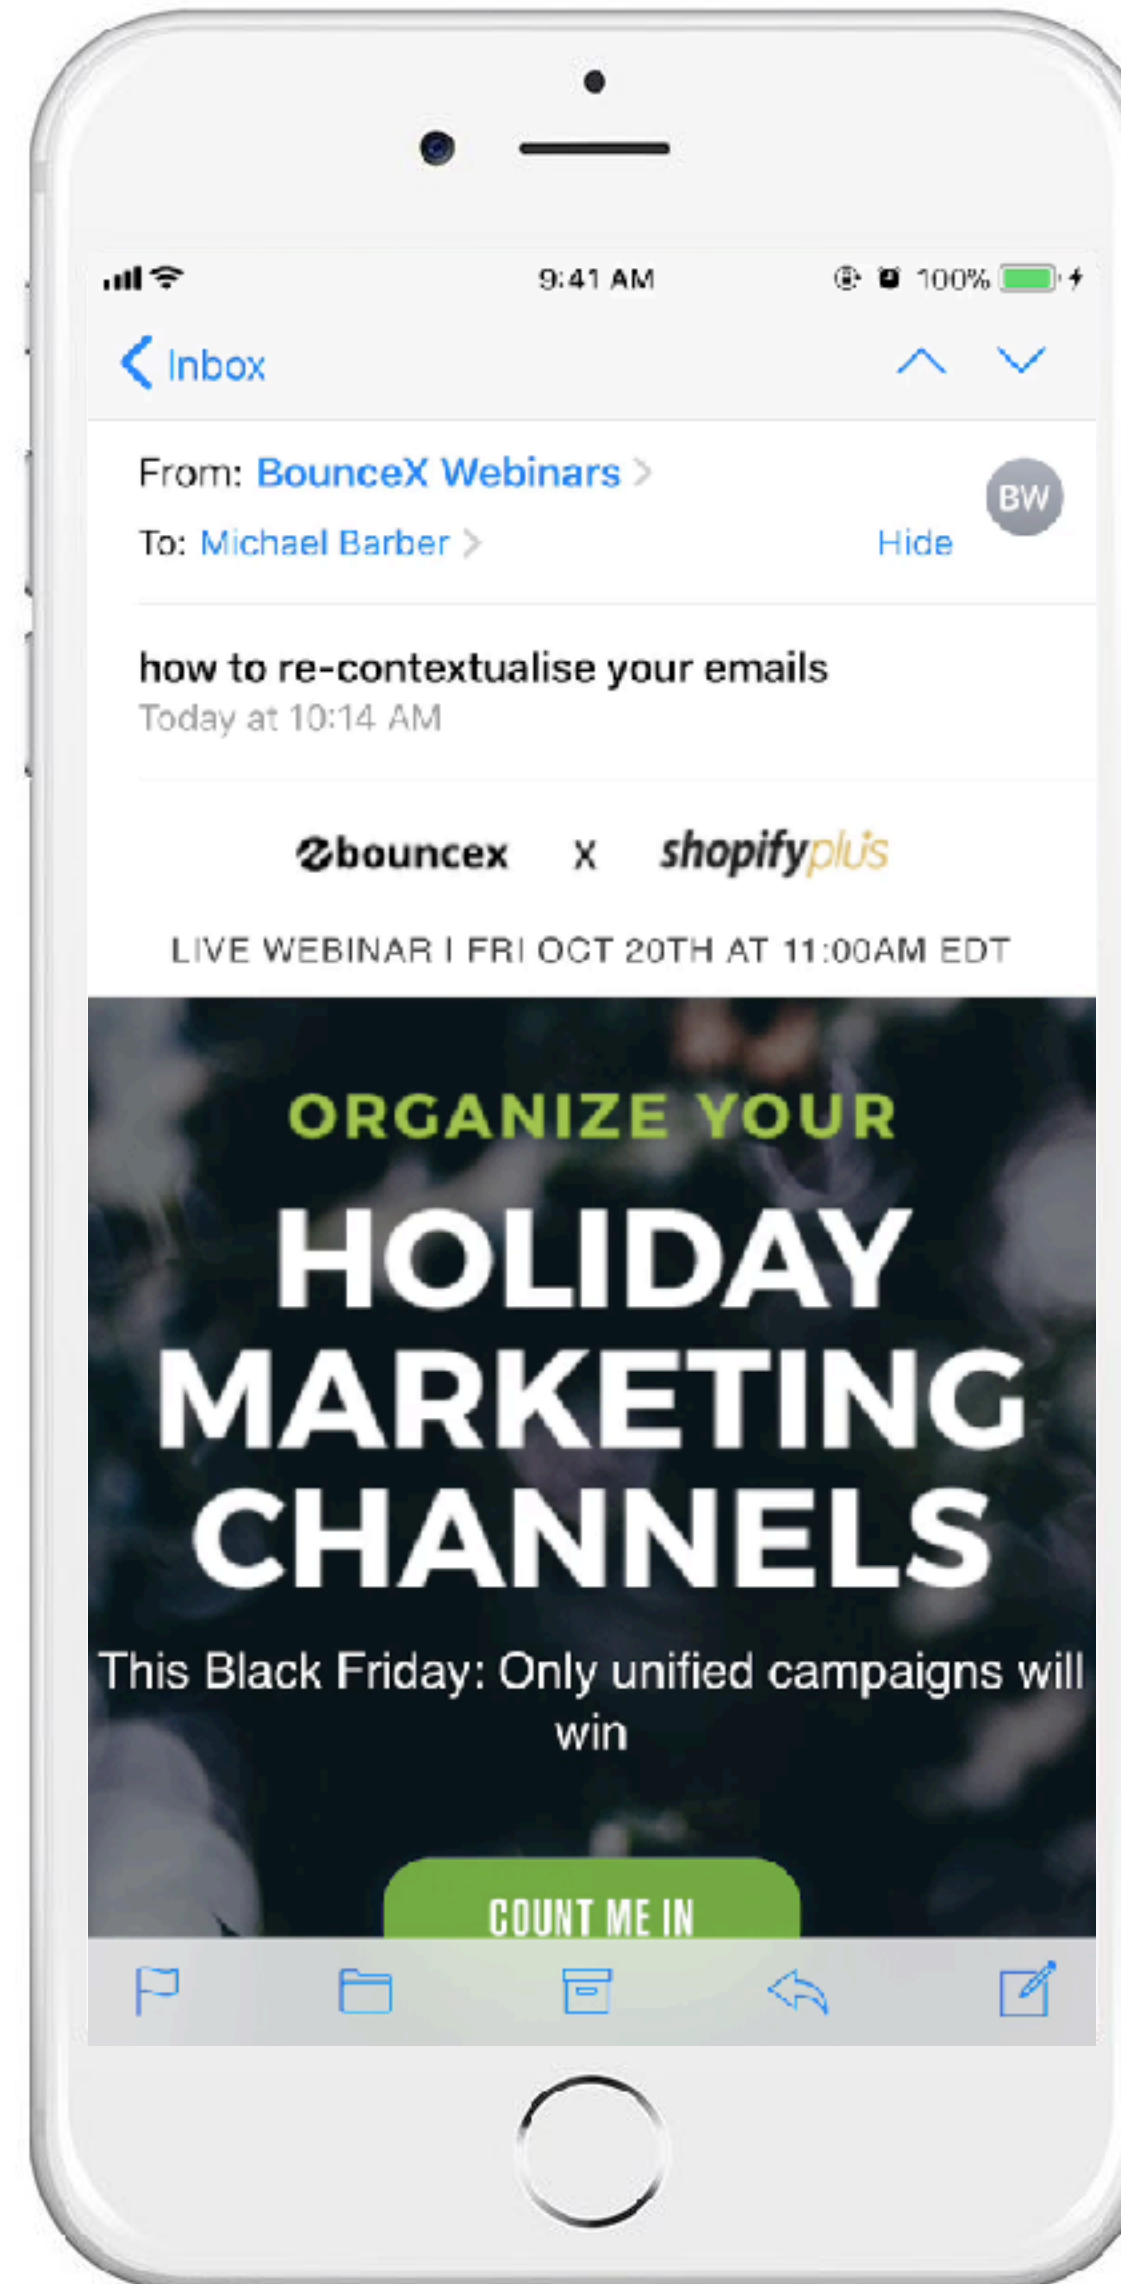 9:41 AM 100%
Inbox
From: BounceX Webinars
BW
To: Michael Barber Hide
how to re-contextualise your emails
Today at 10:14 AM
bouncex x shopifyplus
LIVE WEBINAR | FRI OCT 20TH AT 11:00AM EDT
ORGANIZE YOUR
HOLIDAY
MARKETING
CHANNELS
This Black Friday: Only unified campaigns will
win
COUNT ME IN